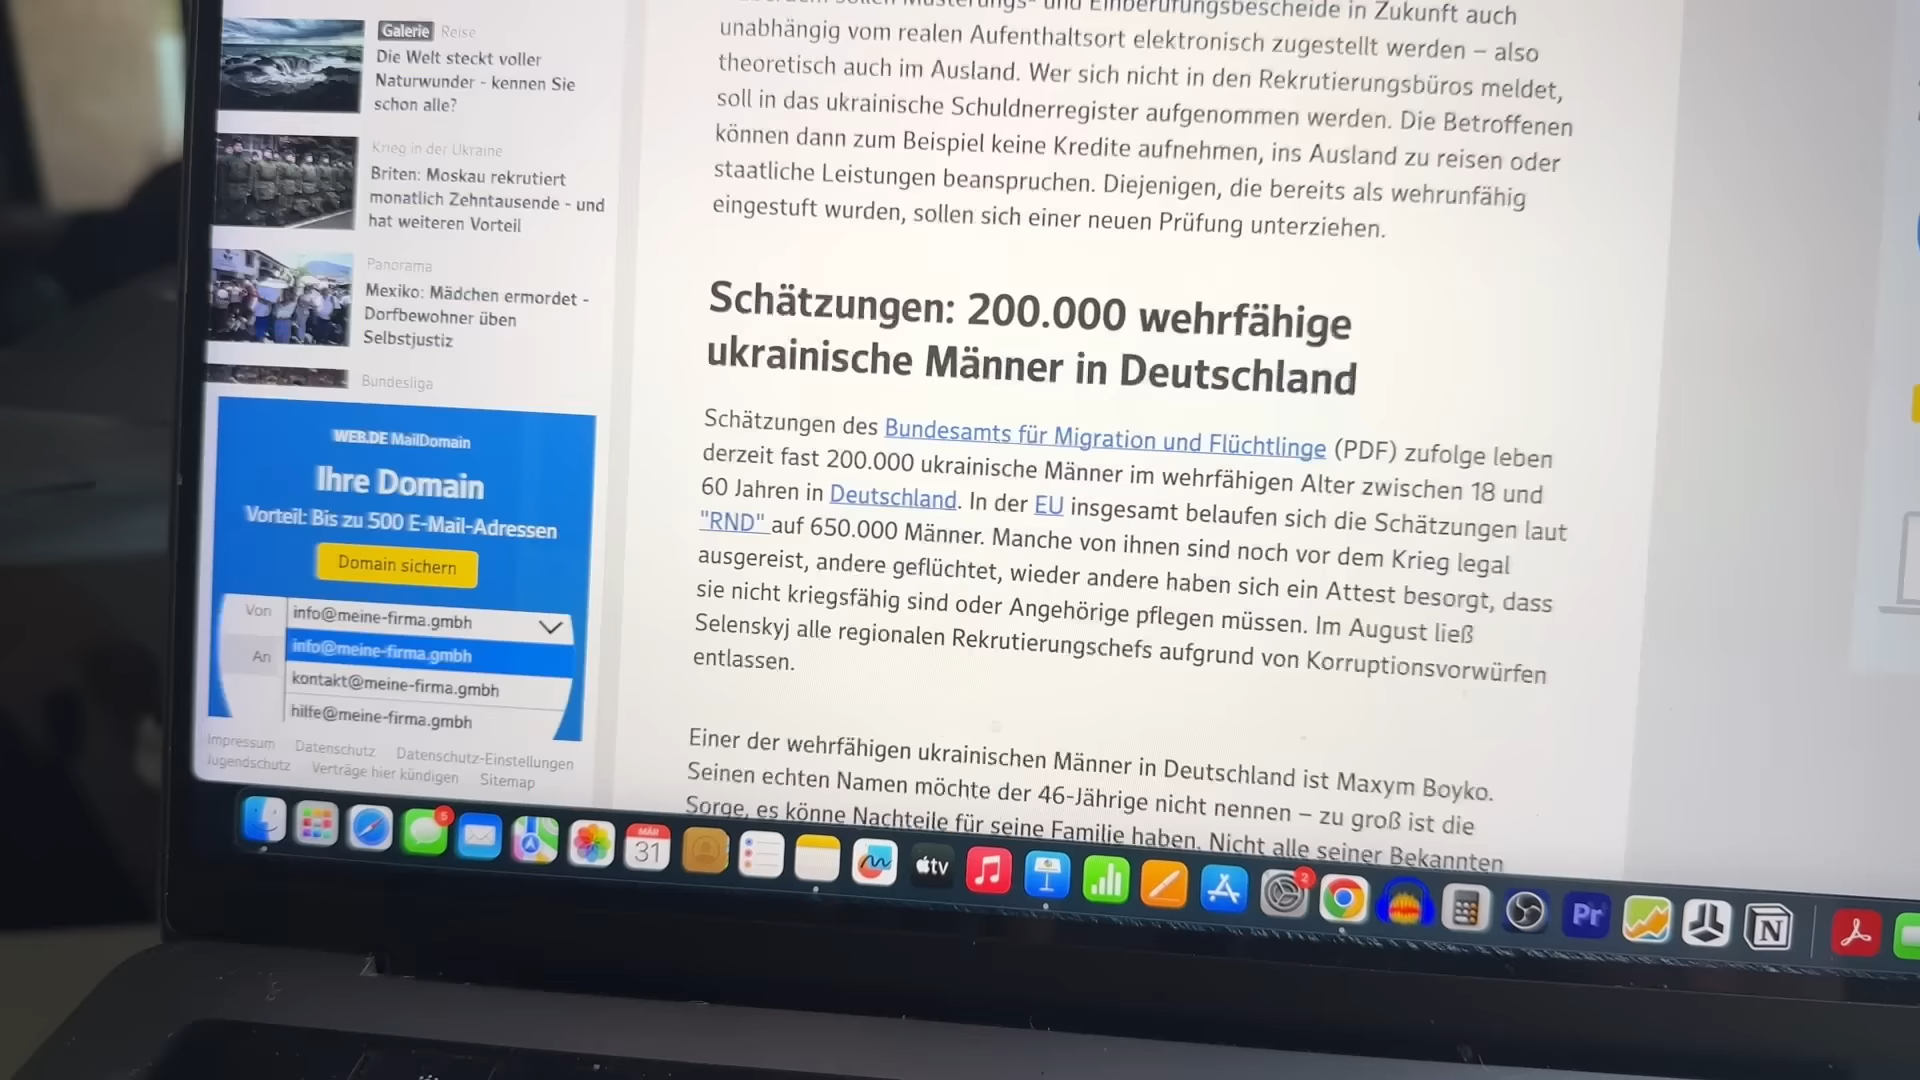 Galerie Reise
Die Welt steckt voller
Naturwunder - kennen Sie
schon alle?
Krieg in der Ukraine
Briten: Moskau rekrutiert
monatlich Zehntausende - und
hat weiteren Vorteil
Panorama
Mexiko: Mädchen ermordet -
Dorfbewohner üben
Selbstjustiz
Bundesliga
WEB.DE MailDomain
Ihre Domain
Vorteil: Bis zu 500 E-Mail-Adressen
Domain sichern
Von info@meine-firma.gmbh
An info@meine-firma.gmbh
kontakt@meine-firma.gmbh
hilfe@meine-firma.gmbh
Impressum Datenschutz Datenschutz-Einstellungen
Jugendschutz Verträge hier kündigen Sitemap
sollen Musterungs- und Einberufungsbescheide in Zukunft auch
unabhängig vom realen Aufenthaltsort elektronisch zugestellt werden – also
theoretisch auch im Ausland. Wer sich nicht in den Rekrutierungsbüros meldet,
soll in das ukrainische Schuldnerregister aufgenommen werden. Die Betroffenen
können dann zum Beispiel keine Kredite aufnehmen, ins Ausland zu reisen oder
staatliche Leistungen beanspruchen. Diejenigen, die bereits als wehrunfähig
eingestuft wurden, sollen sich einer neuen Prüfung unterziehen.
Schätzungen: 200.000 wehrfähige
ukrainische Männer in Deutschland
Schätzungen des Bundesamts für Migration und Flüchtlinge (PDF) zufolge leben
derzeit fast 200.000 ukrainische Männer im wehrfähigen Alter zwischen 18 und
60 Jahren in Deutschland. In der EU insgesamt belaufen sich die Schätzungen laut
"RND" auf 650.000 Männer. Manche von ihnen sind noch vor dem Krieg legal
ausgereist, andere geflüchtet, wieder andere haben sich ein Attest besorgt, dass
sie nicht kriegsfähig sind oder Angehörige pflegen müssen. Im August ließ
Selenskyj alle regionalen Rekrutierungschefs aufgrund von Korruptionsvorwürfen
entlassen.
Einer der wehrfähigen ukrainischen Männer in Deutschland ist Maxym Boyko.
Seinen echten Namen möchte der 46-Jährige nicht nennen – zu groß ist die
Sorge, es könne Nachteile für seine Familie haben. Nicht alle seiner Bekannten
5
MÄR
31
tv
2
Pr
N